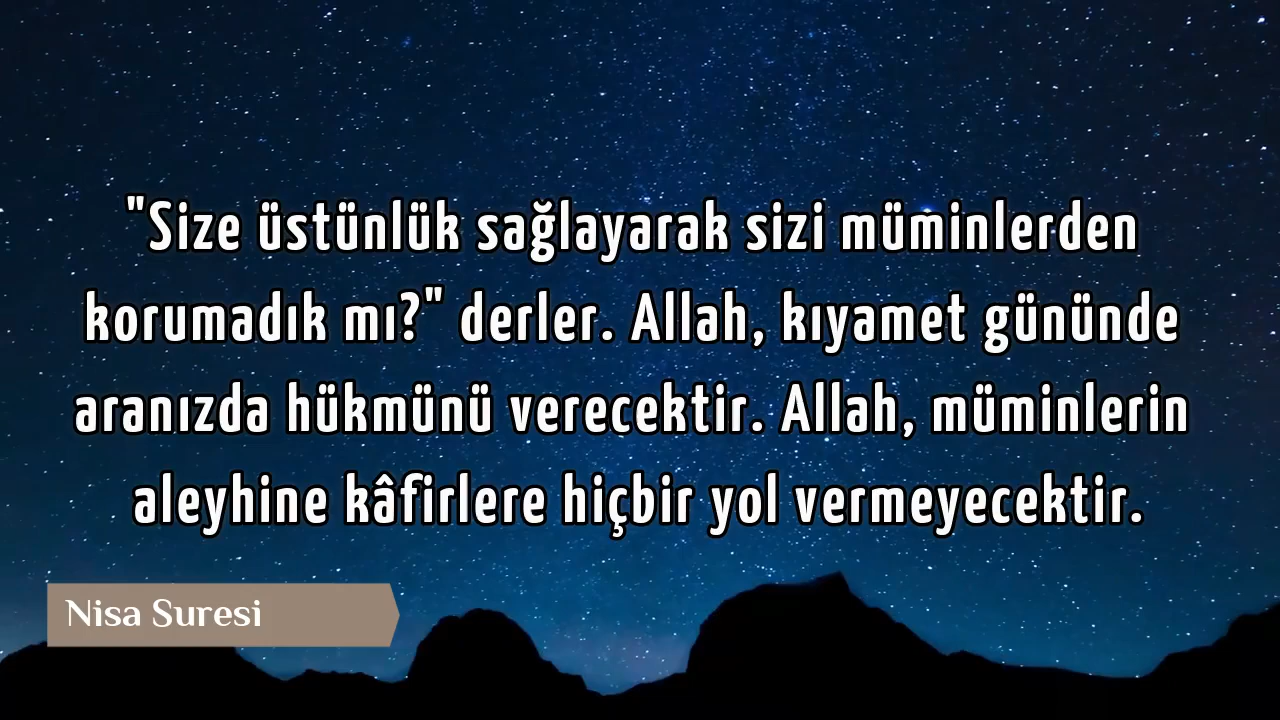 "Size üstünlük sağlayarak sizi müminlerden
korumadık mı?" derler. Allah, kıyamet gününde
aranızda hükmünü verecektir. Allah, müminlerin
aleyhine kâfirlere hiçbir yol vermeyecektir.
Nisa Suresi